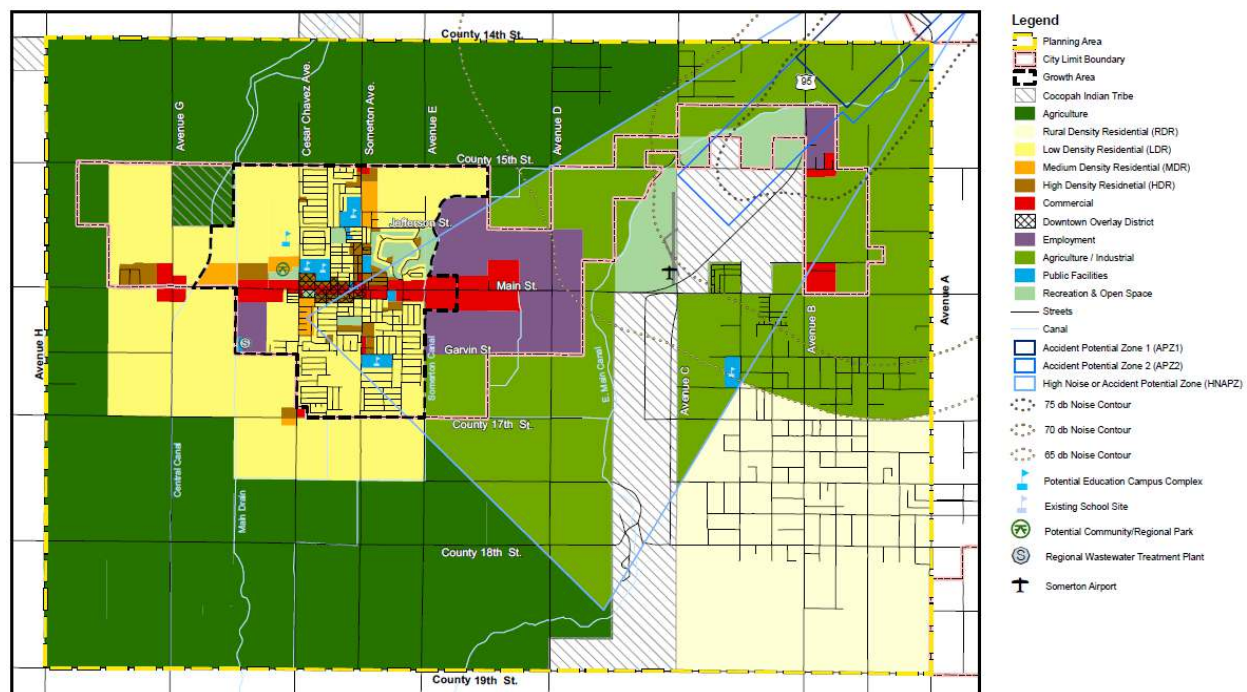 County 14th St.
95
Avenue G
Cesar Chavez Ave.
Somerton Ave.
Avenue E
Avenue D
County 15th St.
Jefferson St.
Main St.
Avenue H
Avenue A
Avenue B
Avenue C
S
Garvin St.
Somerton Canal
E. Main Canal
County 17th St.
Central Canal
Main Drain
County 18th St.
County 19th St.
Legend
Planning Area
City Limit Boundary
Growth Area
Cocopah Indian Tribe
Agriculture
Rural Density Residential (RDR)
Low Density Residential (LDR)
Medium Density Residential (MDR)
High Density Residnetial (HDR)
Commercial
Downtown Overlay District
Employment
Agriculture / Industrial
Public Facilities
Recreation & Open Space
Streets
Canal
Accident Potential Zone 1 (APZ1)
Accident Potential Zone 2 (APZ2)
High Noise or Accident Potential Zone (HNAPZ)
75 db Noise Contour
70 db Noise Contour
65 db Noise Contour
Potential Education Campus Complex
Existing School Site
Potential Community/Regional Park
S Regional Wastewater Treatment Plant
Somerton Airport